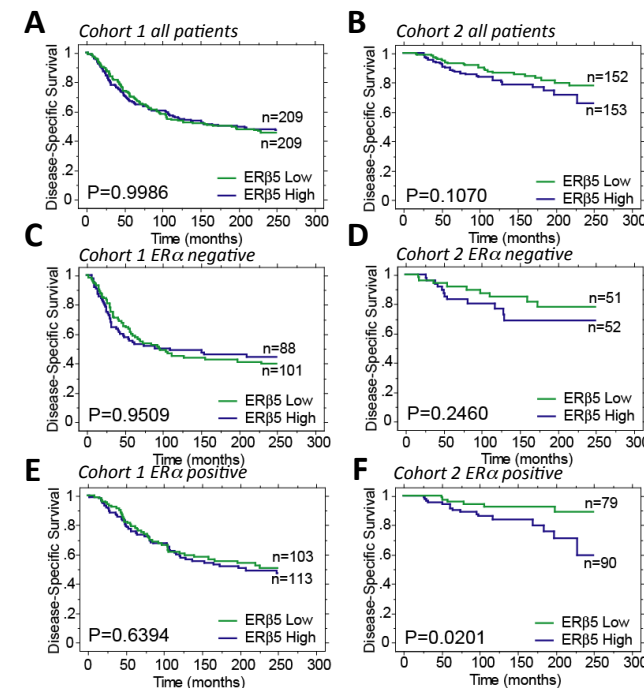 A
Cohort 1 all patients
Disease-Specific Survival
1
.8
.6
.4
.2
0
n=209
n=209
ERβ5 Low
ERβ5 High
P=0.9986
0 50 100 150 200 250 300
Time (months)
B
Cohort 2 all patients
Disease-Specific Survival
1
.8
.6
.4
.2
0
n=152
n=153
ERβ5 Low
ERβ5 High
P=0.1070
0 50 100 150 200 250 300
Time (months)
C
Cohort 1 ERα negative
Disease-Specific Survival
1
.8
.6
.4
.2
0
n=88
n=101
ERβ5 Low
ERβ5 High
P=0.9509
0 50 100 150 200 250 300
Time (months)
D
Cohort 2 ERα negative
Disease-Specific Survival
1
.8
.6
.4
.2
0
n=51
n=52
ERβ5 Low
ERβ5 High
P=0.2460
0 50 100 150 200 250 300
Time (months)
E
Cohort 1 ERα positive
Disease-Specific Survival
1
.8
.6
.4
.2
0
n=103
n=113
ERβ5 Low
ERβ5 High
P=0.6394
0 50 100 150 200 250 300
Time (months)
F
Cohort 2 ERα positive
Disease-Specific Survival
1
.8
.6
.4
.2
0
n=79
n=90
ERβ5 Low
ERβ5 High
P=0.0201
0 50 100 150 200 250 300
Time (months)